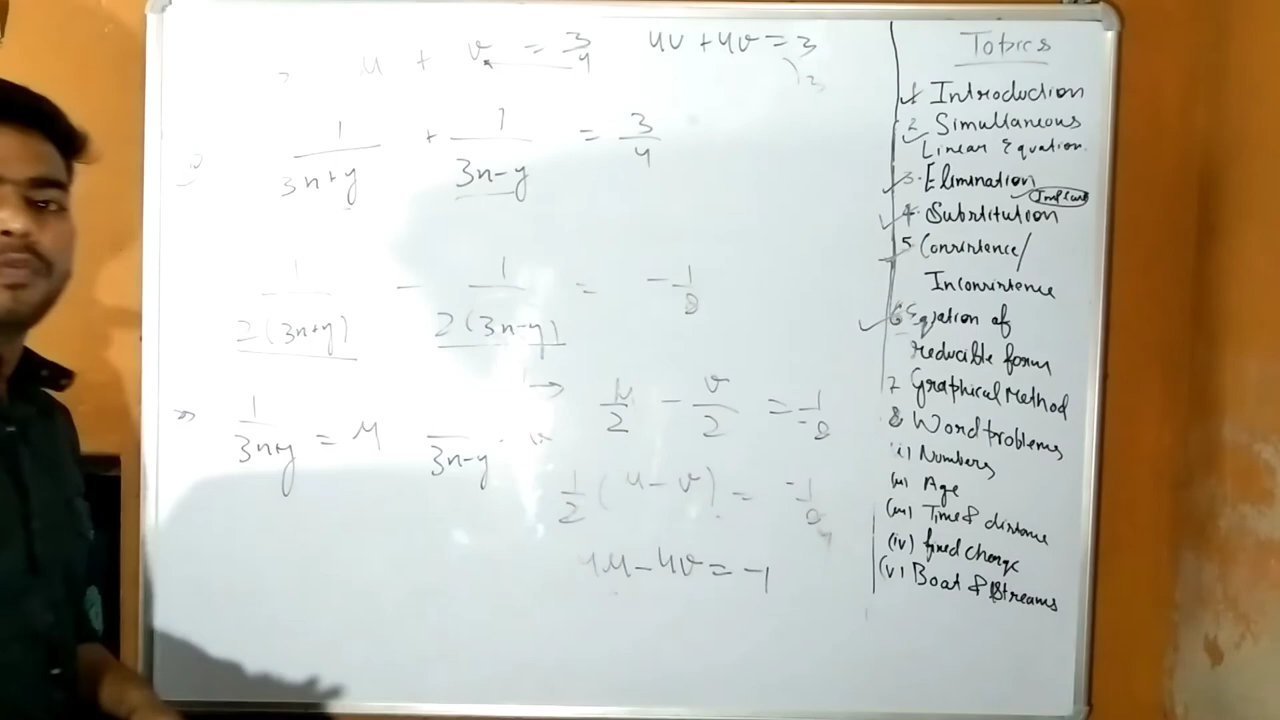 u + v = 3/4 4v + 4v = 3
1/3x+y + 1/3x-y = 3/4
1/2(3x+y) - 1/2(3x-y) = -1/8
→ u/2 - v/2 = -1/8
1/3x+y = u 3x-y
1/2 (u - v) = -1/8
4u - 4v = -1
Topics
1 Introduction
2 Simultaneous
Linear Equation
3. Elimination
4. Substitution
5 Consistence/
Inconsistence
6 Eqation of
reducible form
7 Graphical Method
8 Word problems
(i) Numbers
(ii) Age
(iii) Time & distance
(iv) fixed charge
(v) Boat & Streams